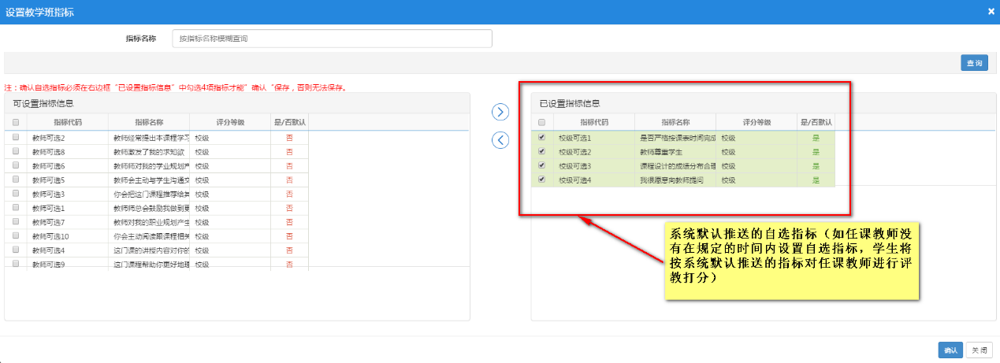 设置教学班指标
×
指标名称 按指标名称模糊查询
查询
注：确认自选指标必须在右边框“已设置指标信息”中勾选4项指标才能”确认“保存，否则无法保存。
可设置指标信息
指标代码 指标名称 评分等级 是/否默认
教师可选2 教师经常提出本课程学习 校级 否
教师可选8 教师激发了我的求知欲 校级 否
教师可选6 教师师对我的学业规划产 校级 否
教师可选5 教师会主动与学生沟通交 校级 否
教师可选3 你会把这门课程推荐给其 校级 否
教师可选1 教师师总会鼓励我做到更 校级 否
教师可选7 教师对我的职业规划产生 校级 否
教师可选10 你会主动阅读跟课程相关 校级 否
教师可选4 这门课的讲授内容对你的 校级 否
教师可选9 这门课程帮助你更好地理 校级 否
已设置指标信息
指标代码 指标名称 评分等级 是/否默认
校级可选1 是否严格按课表时间完成 校级 是
校级可选2 教师尊重学生 校级 是
校级可选3 课程设计的成绩分布合理 校级 是
校级可选4 我很愿意向教师提问 校级 是
系统默认推送的自选指标（如任课教师没
有在规定的时间内设置自选指标，学生将
按系统默认推送的指标对任课教师进行评
教打分）
确认 关闭